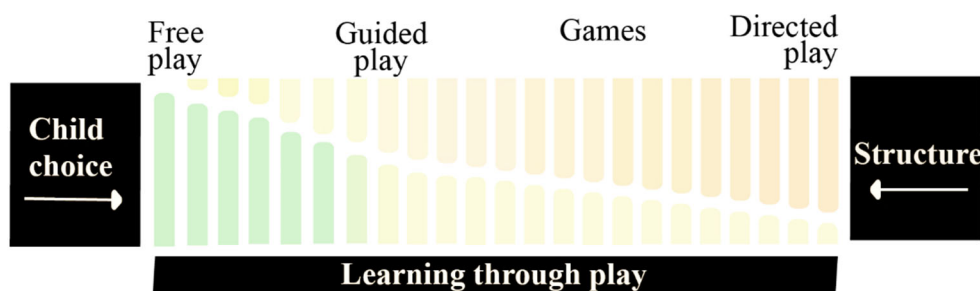 Free
play
Guided
play
Games
Directed
play
Child
choice
Structure
Learning through play